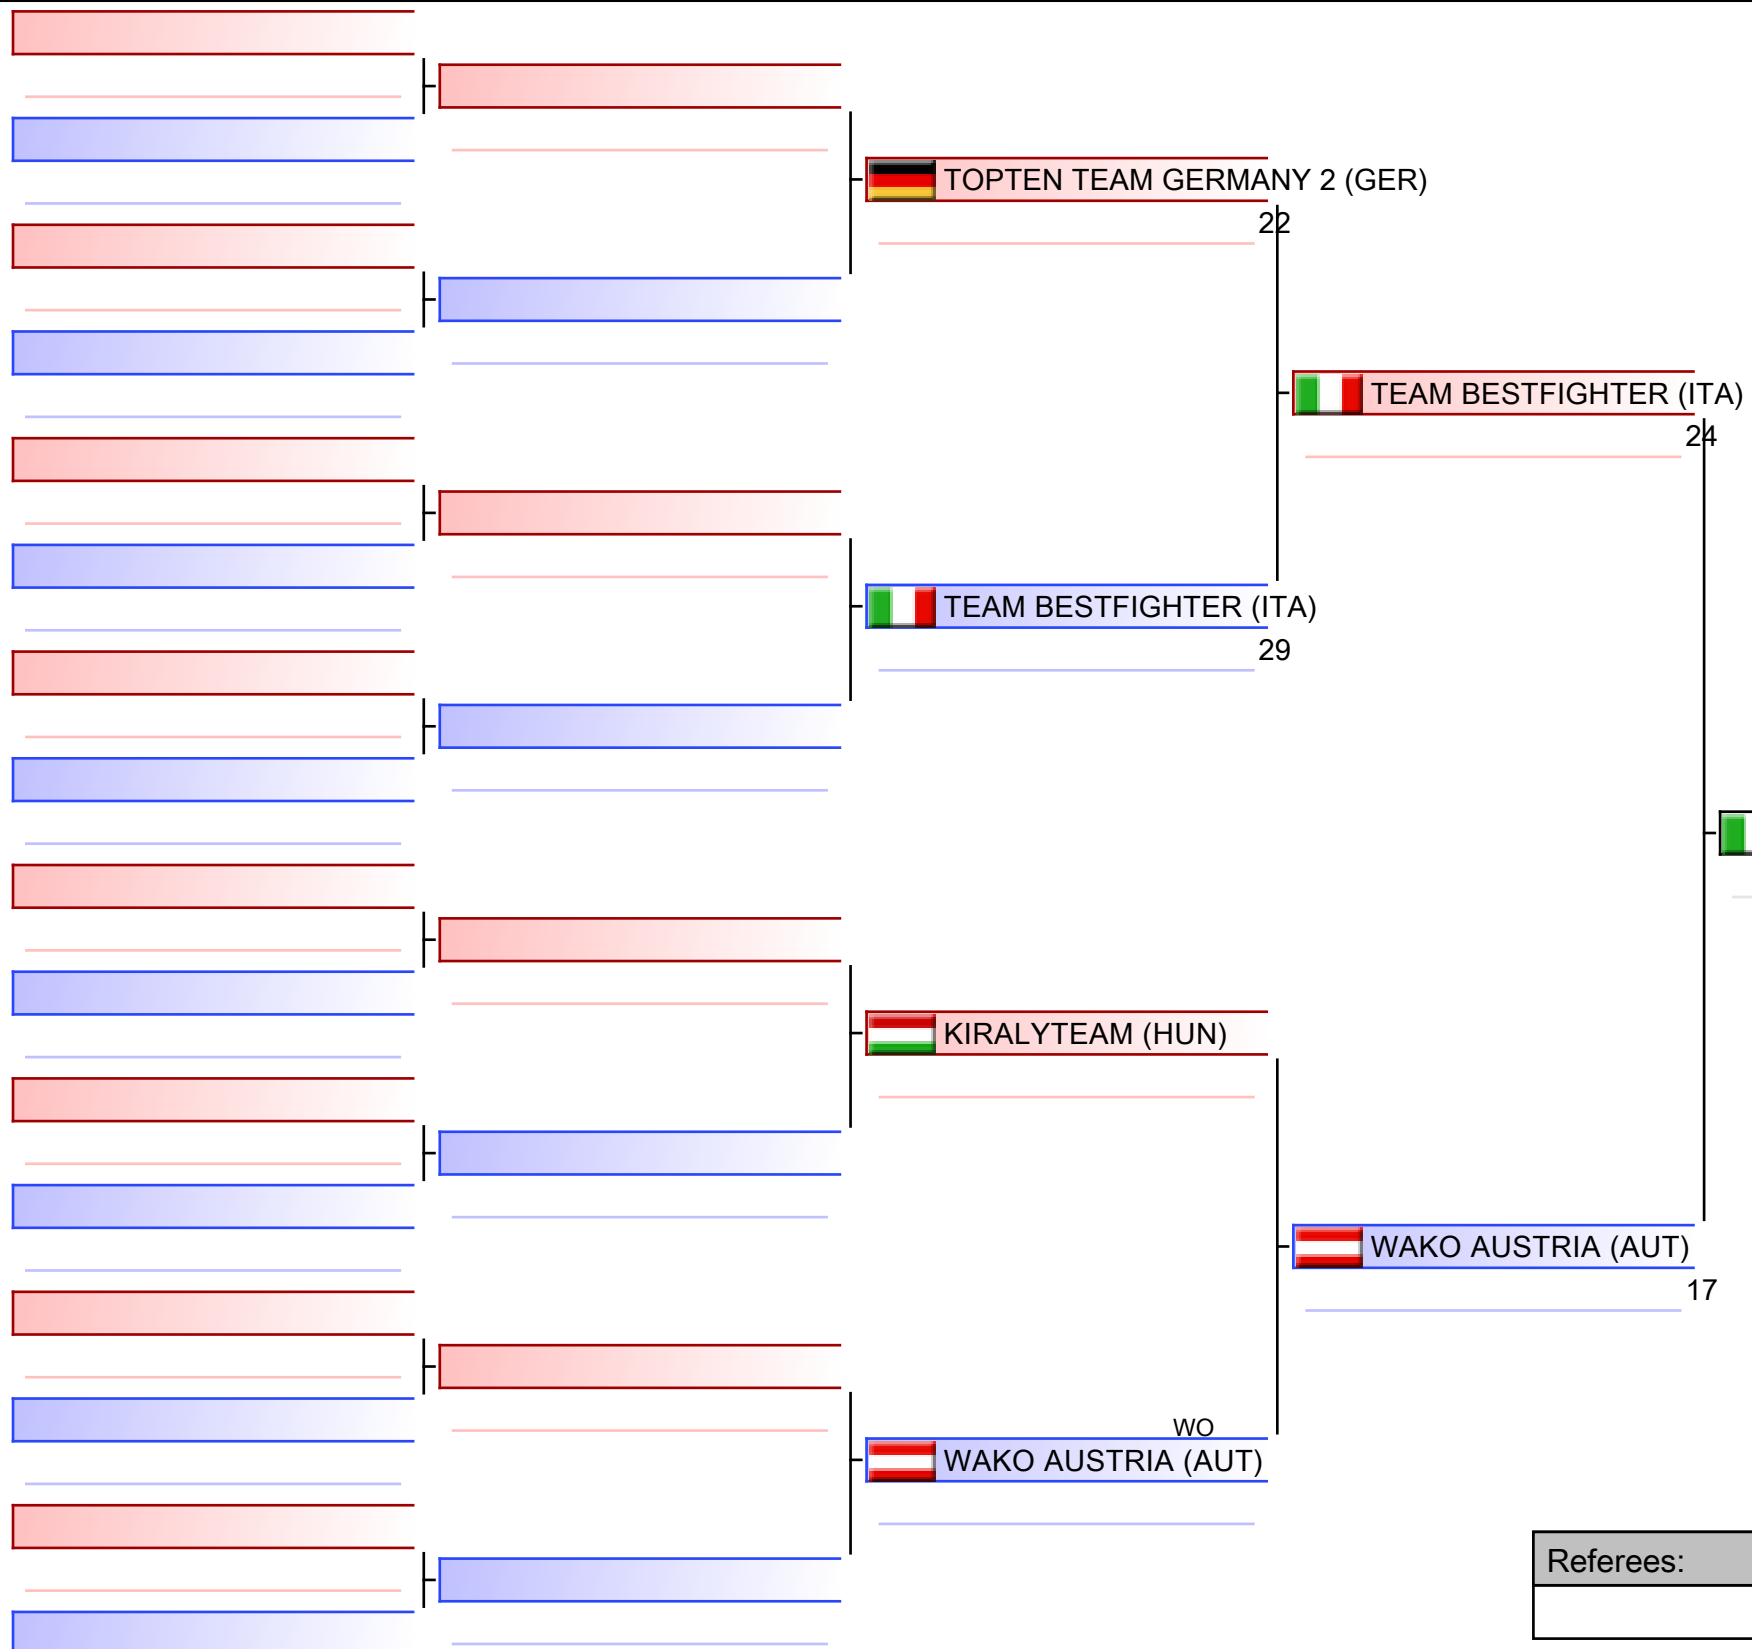 TOPTEN TEAM GERMANY 2 (GER)
22
TEAM BESTFIGHTER (ITA)
24
TEAM BESTFIGHTER (ITA)
29
KIRALYTEAM (HUN)
WAKO AUSTRIA (AUT)
17
WO
WAKO AUSTRIA (AUT)
Referees: